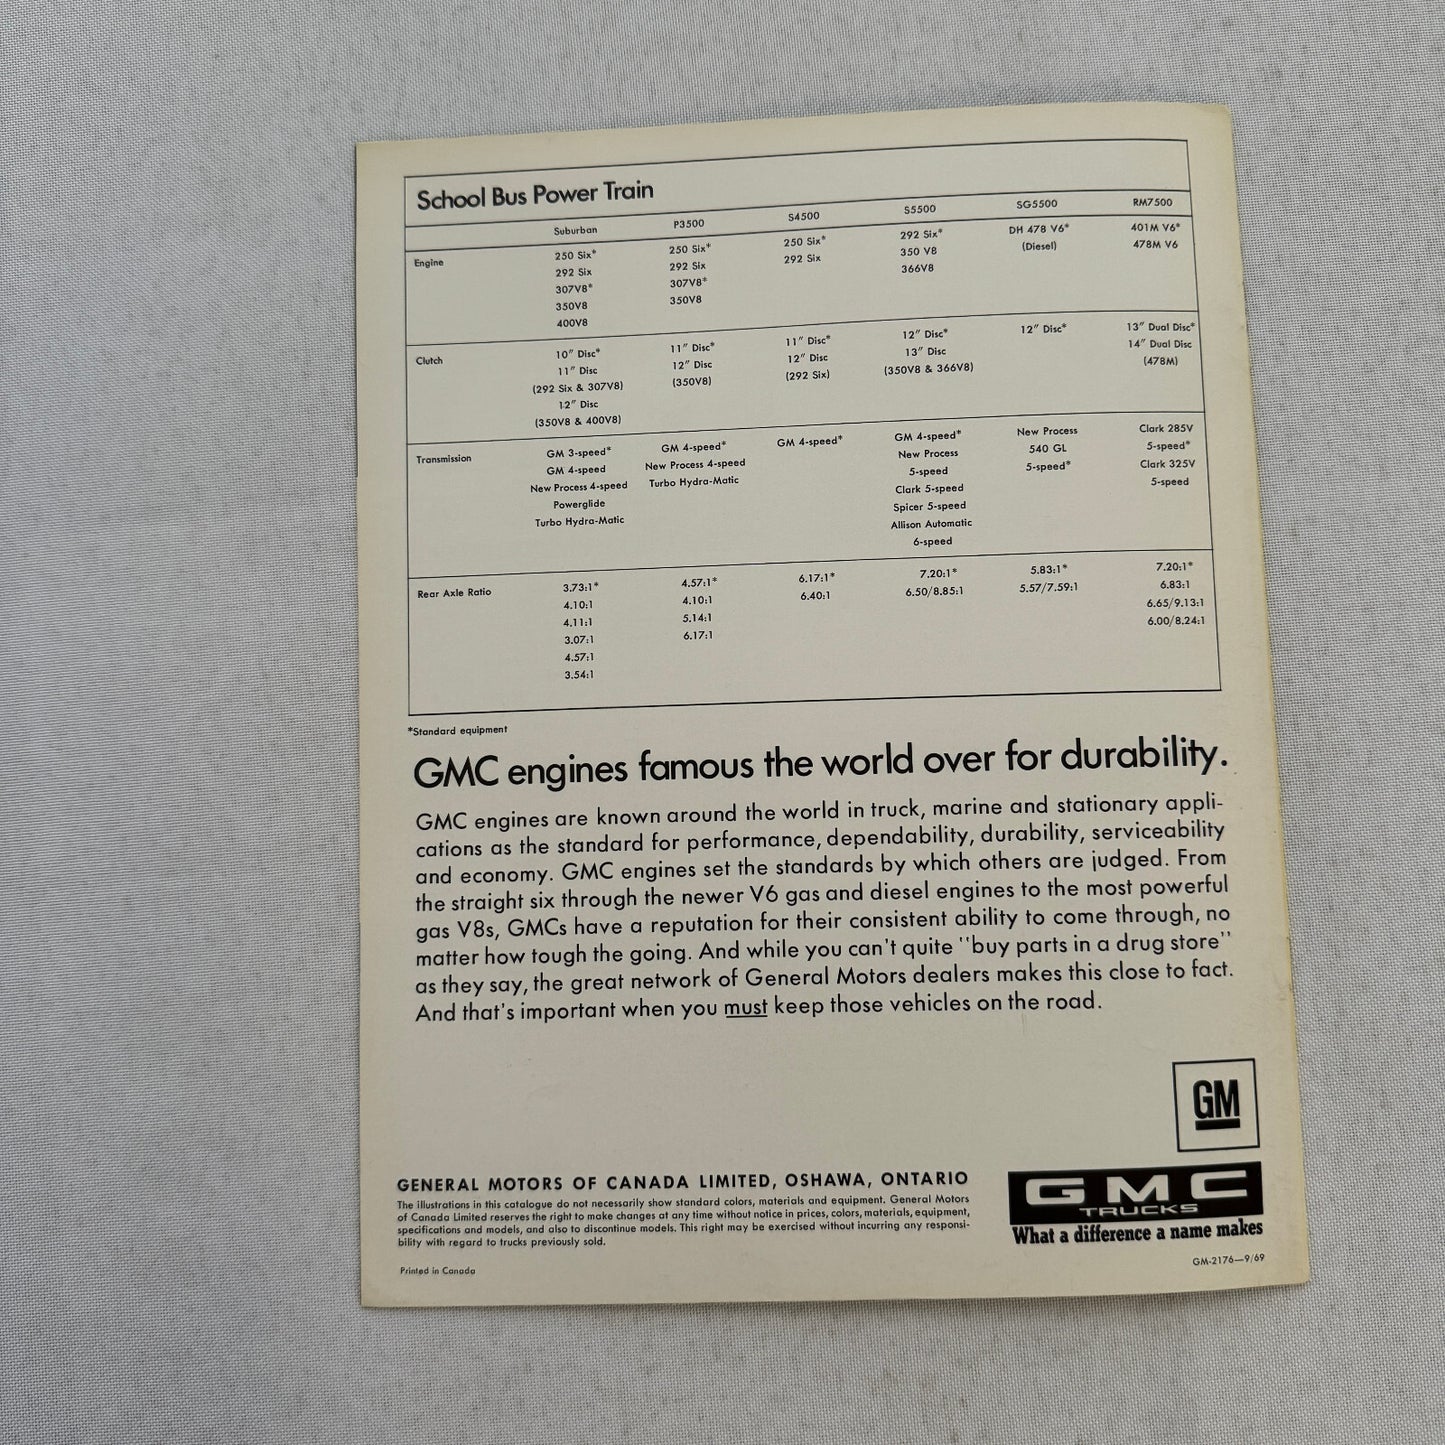 School Bus Power Train
Suburban P3500 S4500 S5500 SG5500 RM7500
Engine
250 Six*
292 Six
307V8*
350V8
400V8
250 Six*
292 Six
307V8*
350V8
250 Six*
292 Six
292 Six*
350 V8
366V8
DH 478 V6*
(Diesel)
401M V6*
478M V6
Clutch
10" Disc*
11" Disc
(292 Six & 307V8)
12" Disc
(350V8 & 400V8)
11" Disc*
12" Disc
(350V8)
11" Disc*
12" Disc
(292 Six)
12" Disc*
13" Disc
(350V8 & 366V8)
12" Disc*
13" Dual Disc*
14" Dual Disc
(478M)
Transmission
GM 3-speed*
GM 4-speed
New Process 4-speed
Powerglide
Turbo Hydra-Matic
GM 4-speed*
New Process 4-speed
Turbo Hydra-Matic
GM 4-speed*
GM 4-speed*
New Process
5-speed
Clark 5-speed
Spicer 5-speed
Allison Automatic
6-speed
New Process
540 GL
5-speed*
Clark 285V
5-speed*
Clark 325V
5-speed
Rear Axle Ratio
3.73:1*
4.10:1
4.11:1
3.07:1
4.57:1
3.54:1
4.57:1*
4.10:1
5.14:1
6.17:1
6.17:1*
6.40:1
7.20:1*
6.50/8.85:1
5.83:1*
5.57/7.59:1
7.20:1*
6.83:1
6.65/9.13:1
6.00/8.24:1
*Standard equipment
GMC engines famous the world over for durability.
GMC engines are known around the world in truck, marine and stationary appli-
cations as the standard for performance, dependability, durability, serviceability
and economy. GMC engines set the standards by which others are judged. From
the straight six through the newer V6 gas and diesel engines to the most powerful
gas V8s, GMCs have a reputation for their consistent ability to come through, no
matter how tough the going. And while you can't quite "buy parts in a drug store"
as they say, the great network of General Motors dealers makes this close to fact.
And that's important when you must keep those vehicles on the road.
GM
GENERAL MOTORS OF CANADA LIMITED, OSHAWA, ONTARIO
The illustrations in this catalogue do not necessarily show standard colors, materials and equipment. General Motors
of Canada Limited reserves the right to make changes at any time without notice in prices, colors, materials, equipment,
specifications and models, and also to discontinue models. This right may be exercised without incurring any responsi-
bility with regard to trucks previously sold.
GMC
TRUCKS
What a difference a name makes
Printed in Canada
GM-2176—9/69